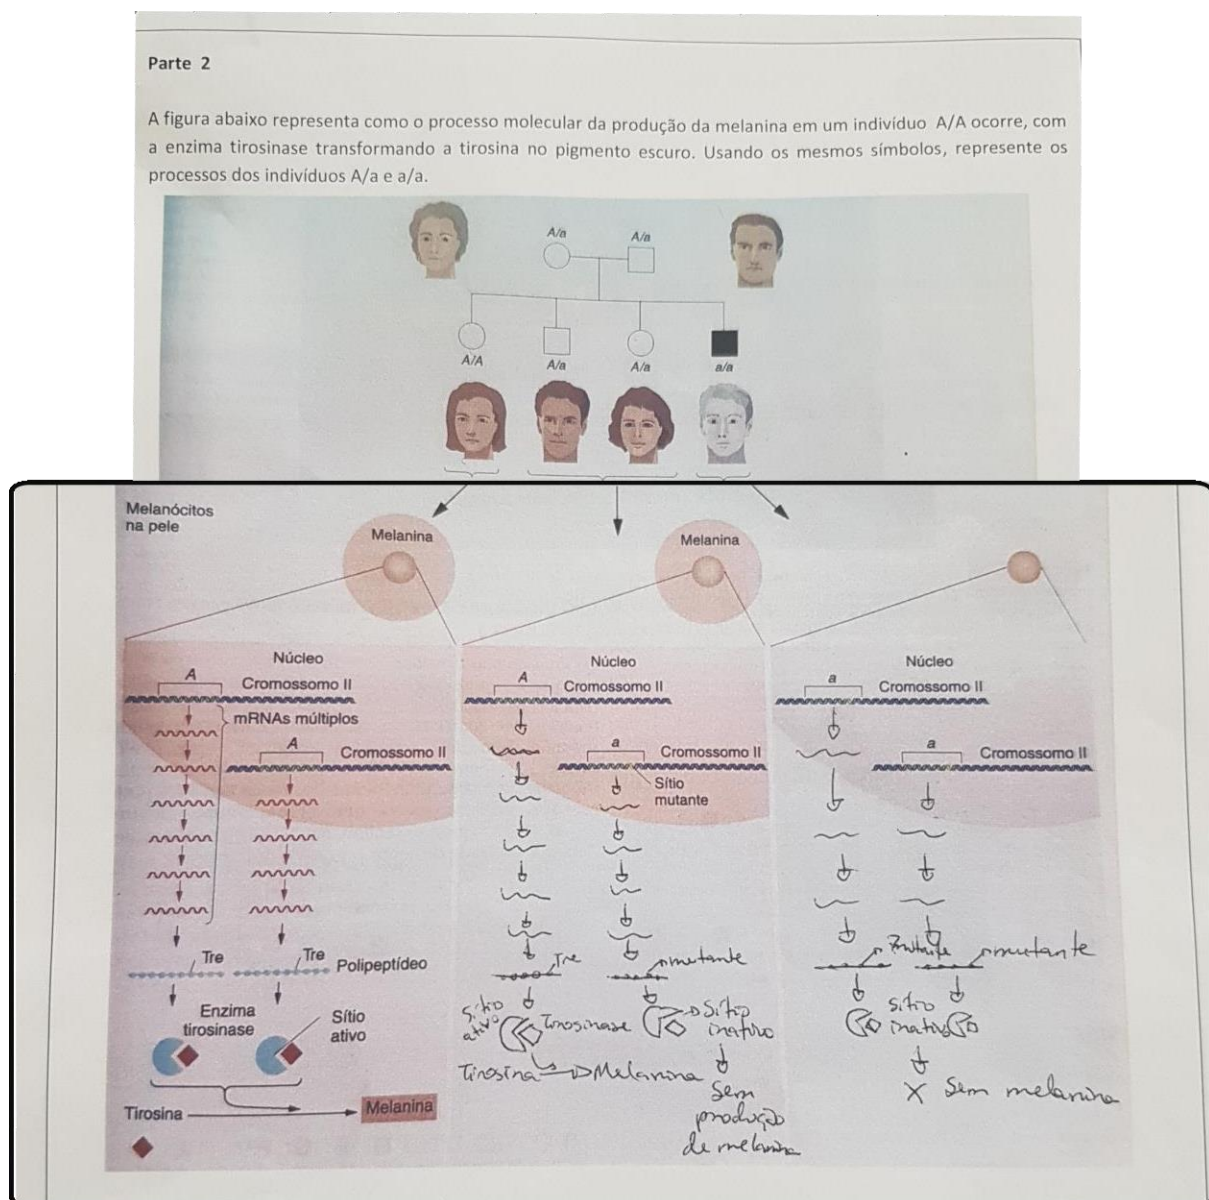 Parte 2
A figura abaixo representa como o processo molecular da produção da melanina em um indivíduo A/A ocorre, com
a enzima tirosinase transformando a tirosina no pigmento escuro. Usando os mesmos símbolos, represente os
processos dos indivíduos A/a e a/a.
A/a
A/a
A/A
A/a
A/a
a/a
Melanócitos
na pele
Melanina
Melanina
Núcleo
A
Cromossomo II
mRNAs múltiplos
A
Cromossomo II
Tre
Tre
Polipeptídeo
Enzima
tirosinase
Sítio
ativo
Tirosina
Melanina
Núcleo
A
Cromossomo II
a
Cromossomo II
Sítio
mutante
Tre
mutante
Sítio
ativo
Tirosinase
Sítio
inativo
Tirosina
Melanina
Sem
produção
de melanina
Núcleo
a
Cromossomo II
a
Cromossomo II
mutante
sítio
inativo
X Sem melanina